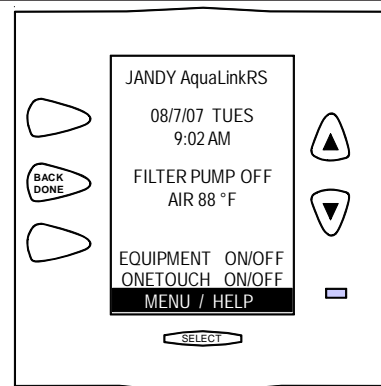 JANDY AquaLinkRS
08/7/07 TUES
9:02 AM
BACK
DONE
FILTER PUMP OFF
AIR 88 °F
EQUIPMENT ON/OFF
ONETOUCH ON/OFF
MENU / HELP
SELECT